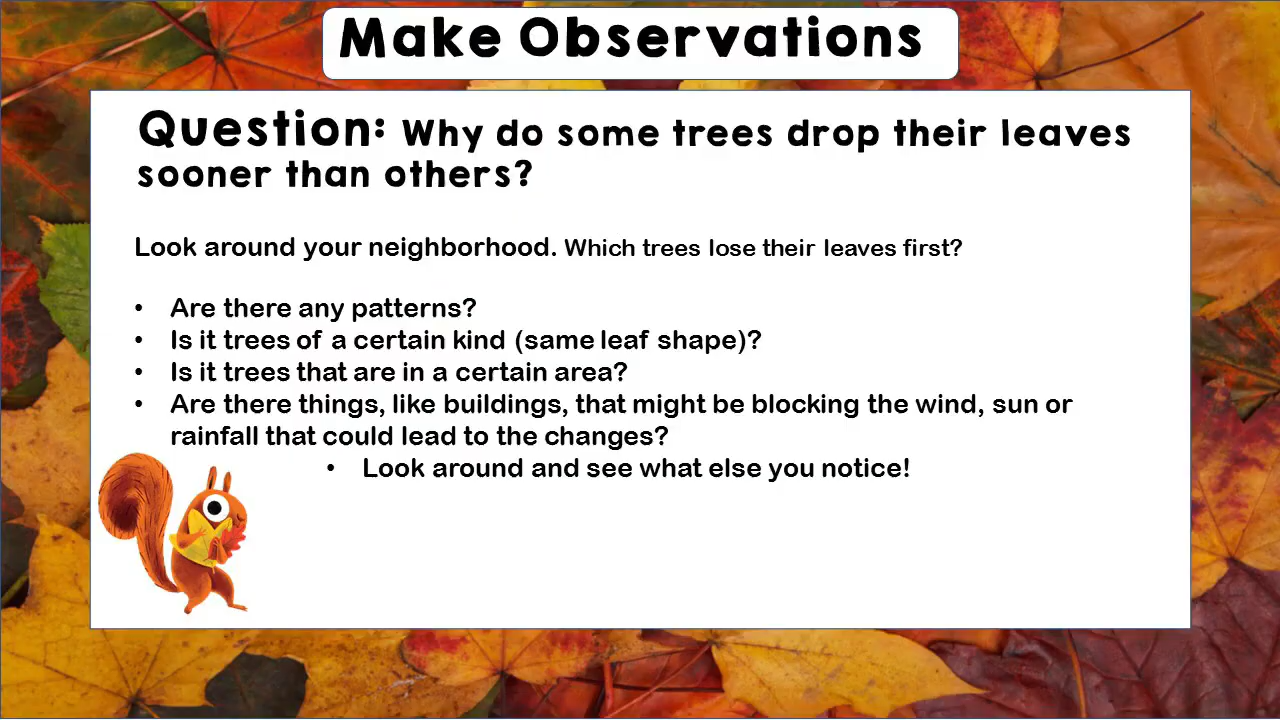 Make Observations
Question: Why do some trees drop their leaves
sooner than others?
Look around your neighborhood. Which trees lose their leaves first?
• Are there any patterns?
• Is it trees of a certain kind (same leaf shape)?
• Is it trees that are in a certain area?
• Are there things, like buildings, that might be blocking the wind, sun or
rainfall that could lead to the changes?
• Look around and see what else you notice!